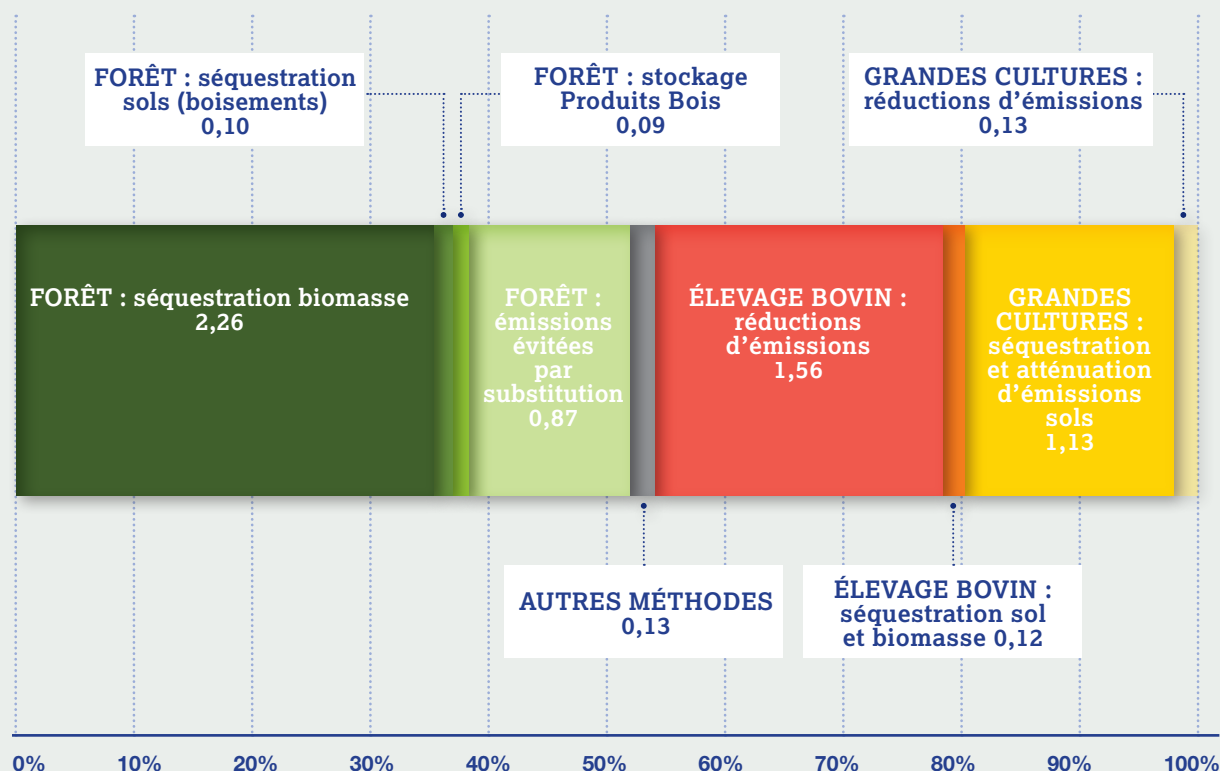 FORÊT : séquestration
sols (boisements)
0,10
FORÊT : stockage
Produits Bois
0,09
GRANDES CULTURES :
réductions d’émissions
0,13
FORÊT : séquestration biomasse
2,26
FORÊT :
émissions
évitées
par
substitution
0,87
ÉLEVAGE BOVIN :
réductions
d’émissions
1,56
GRANDES
CULTURES :
séquestration
et atténuation
d’émissions
sols
1,13
AUTRES MÉTHODES
0,13
ÉLEVAGE BOVIN :
séquestration sol
et biomasse 0,12
0% 10% 20% 30% 40% 50% 60% 70% 80% 90% 100%